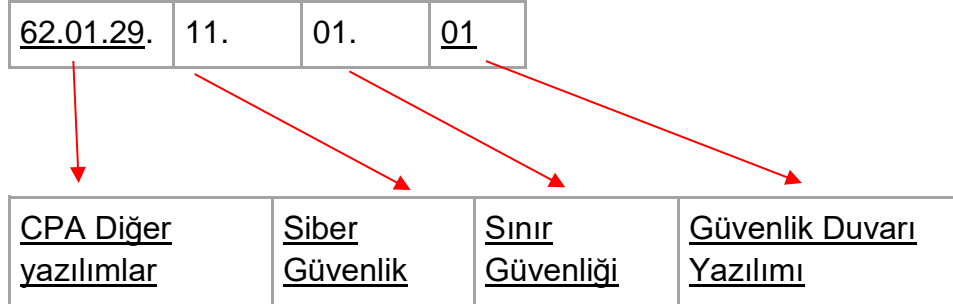 62.01.29. 11. 01. 01
CPA Diğer yazılımlar
Siber Güvenlik
Sınır Güvenliği
Güvenlik Duvarı Yazılımı